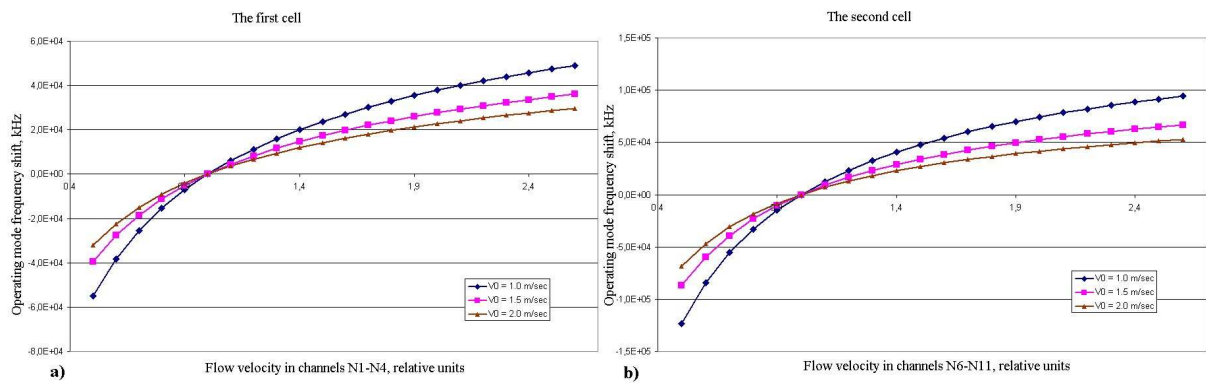 The first cell
Operating mode frequency shift, kHz
6,0E+04
4,0E+04
2,0E+04
0,0E+00
-2,0E+04
-4,0E+04
-6,0E+04
-8,0E+04
0,4
1,4
1,9
2,4
V0 = 1.0 m/sec
V0 = 1.5 m/sec
V0 = 2.0 m/sec
Flow velocity in channels N1-N4, relative units
a)
The second cell
Operating mode frequency shift, kHz
1,5E+05
1,0E+05
5,0E+04
0,0E+00
-5,0E+04
-1,0E+05
-1,5E+05
0,4
1,4
1,9
2,4
V0 = 1.0 m/sec
V0 = 1.5 m/sec
V0 = 2.0 m/sec
Flow velocity in channels N6-N11, relative units
b)